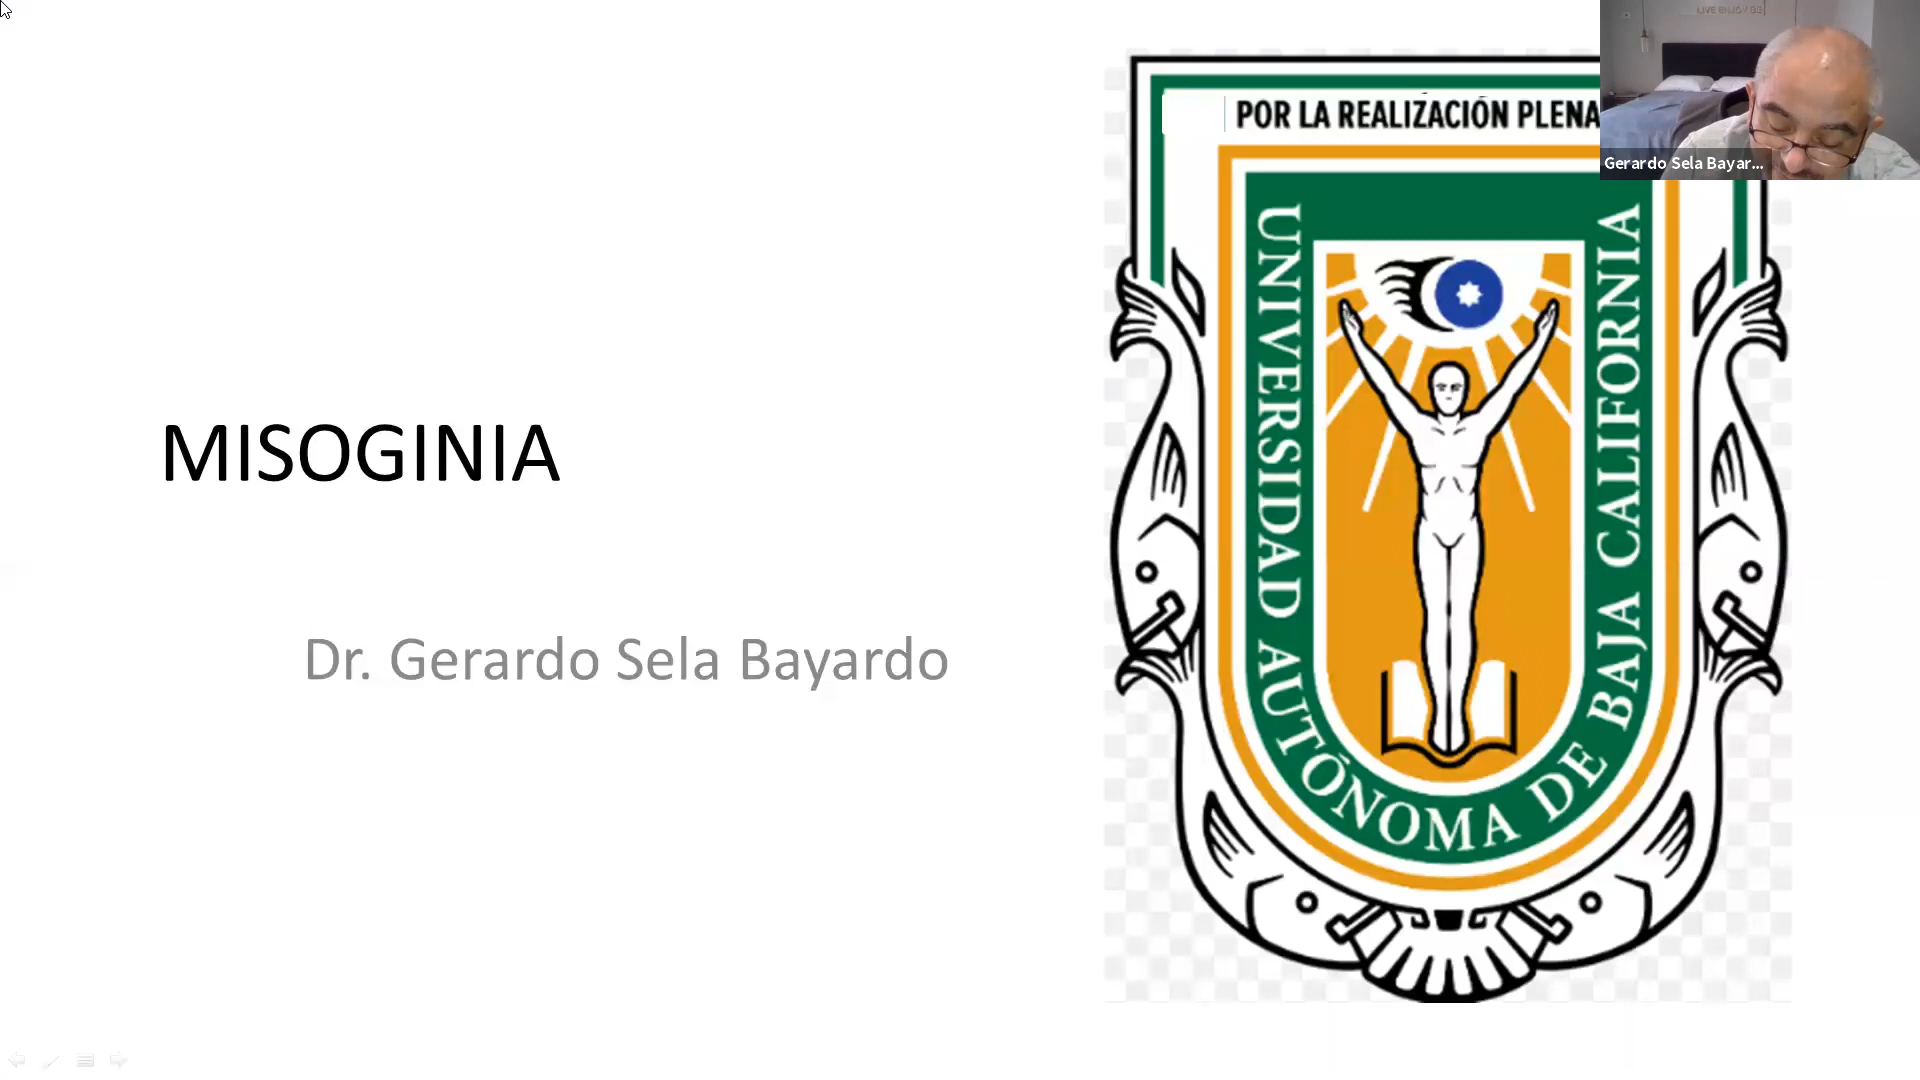 POR LA REALIZACIÓN PLENA
Gerardo Sela Bayar...
UNIVERSIDAD AUTÓNOMA DE BAJA CALIFORNIA
MISOGINIA
Dr. Gerardo Sela Bayardo